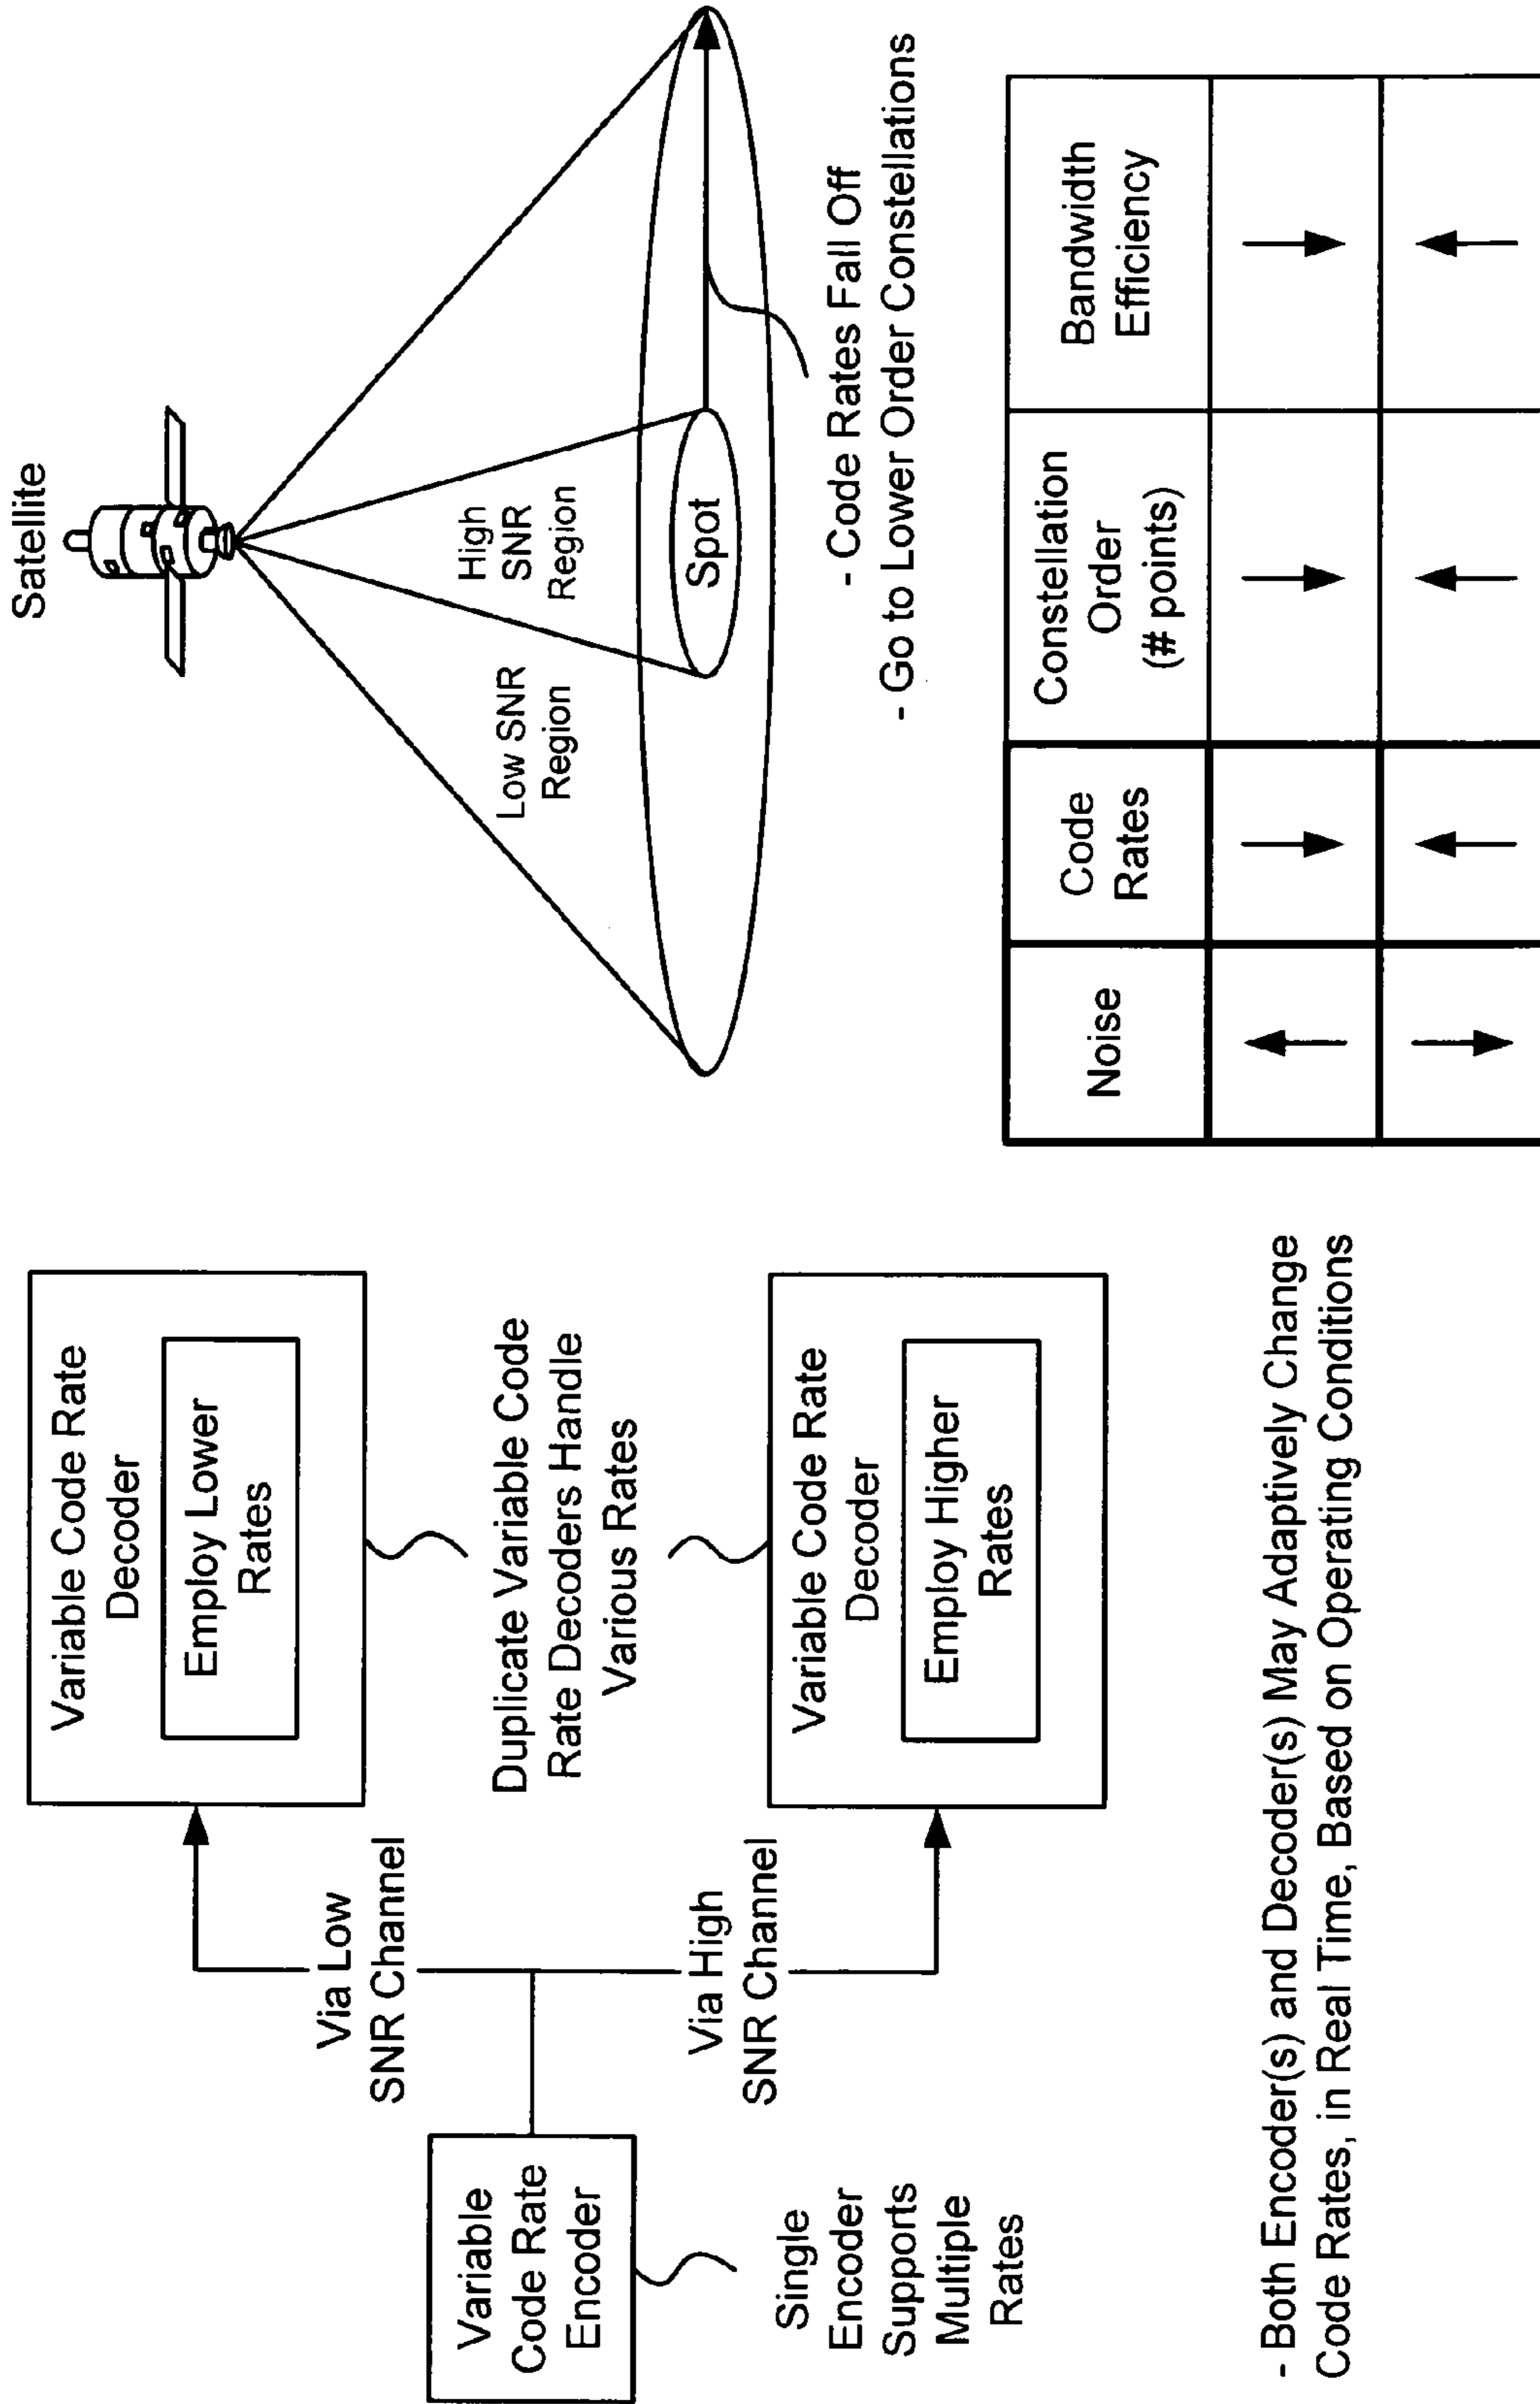 Variable
Code Rate
Encoder
Single
Encoder
Supports
Multiple
Rates
Via Low
SNR Channel
Via High
SNR Channel
Variable Code Rate
Decoder
Employ Lower
Rates
Duplicate Variable Code
Rate Decoders Handle
Various Rates
Variable Code Rate
Decoder
Employ Higher
Rates
- Both Encoder(s) and Decoder(s) May Adaptively Change
Code Rates, in Real Time, Based on Operating Conditions
Satellite
Low SNR
Region
High
SNR
Region
Spot
- Code Rates Fall Off
- Go to Lower Order Constellations
Noise
Code
Rates
Constellation
Order
(# points)
Bandwidth
Efficiency